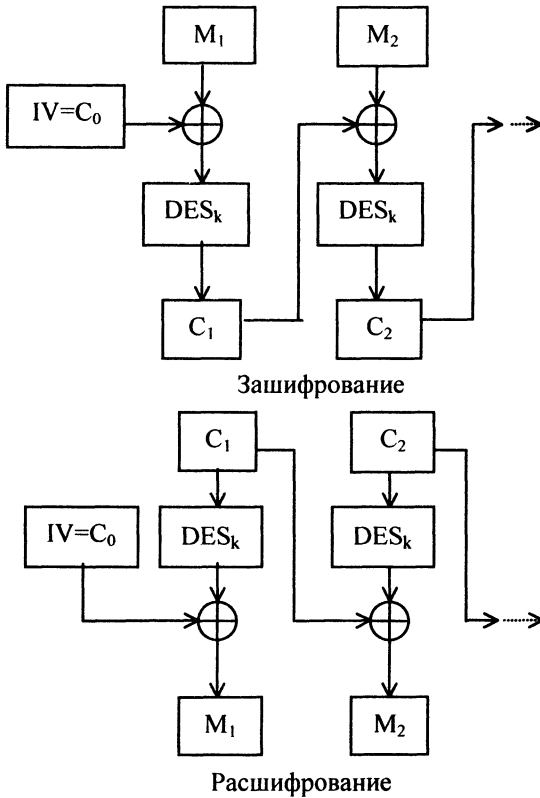 M₁ M₂
IV=C₀
DESₖ DESₖ
C₁ C₂
Зашифрование
C₁ C₂
IV=C₀ DESₖ DESₖ
M₁ M₂
Расшифрование